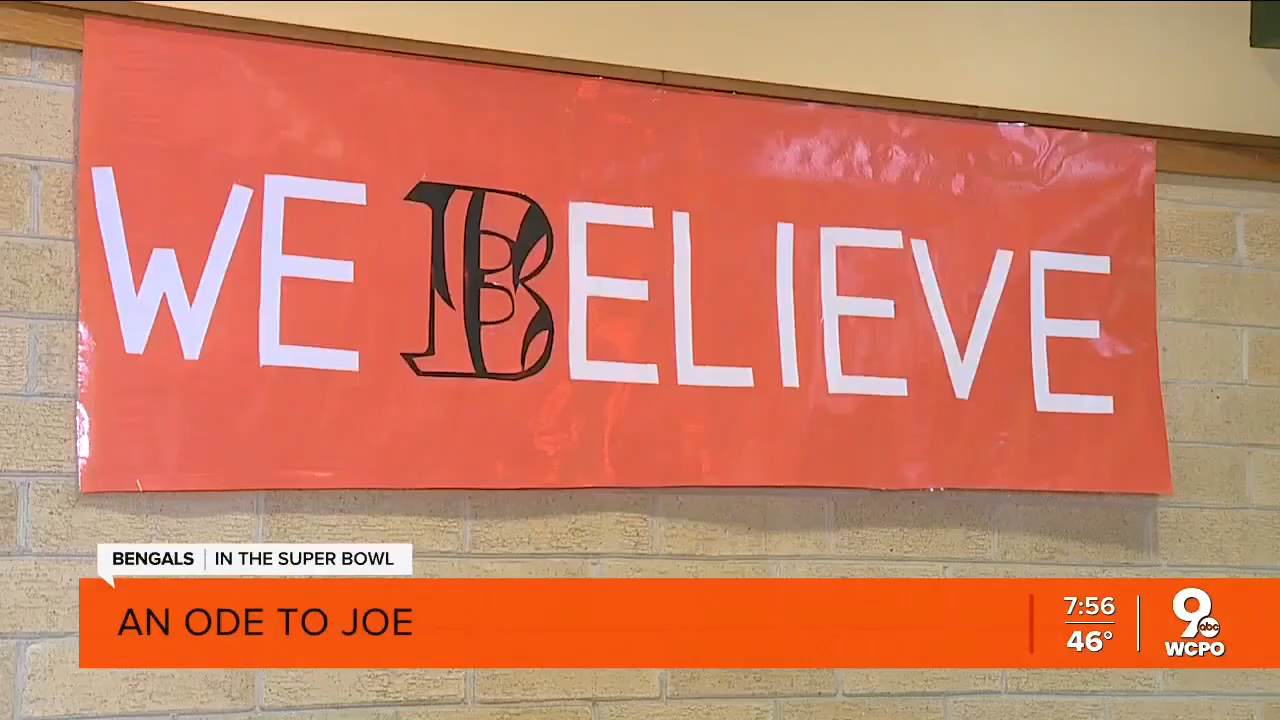 WE BELIEVE
BENGALS | IN THE SUPER BOWL
AN ODE TO JOE
7:56
46°
9
abc
WCPO